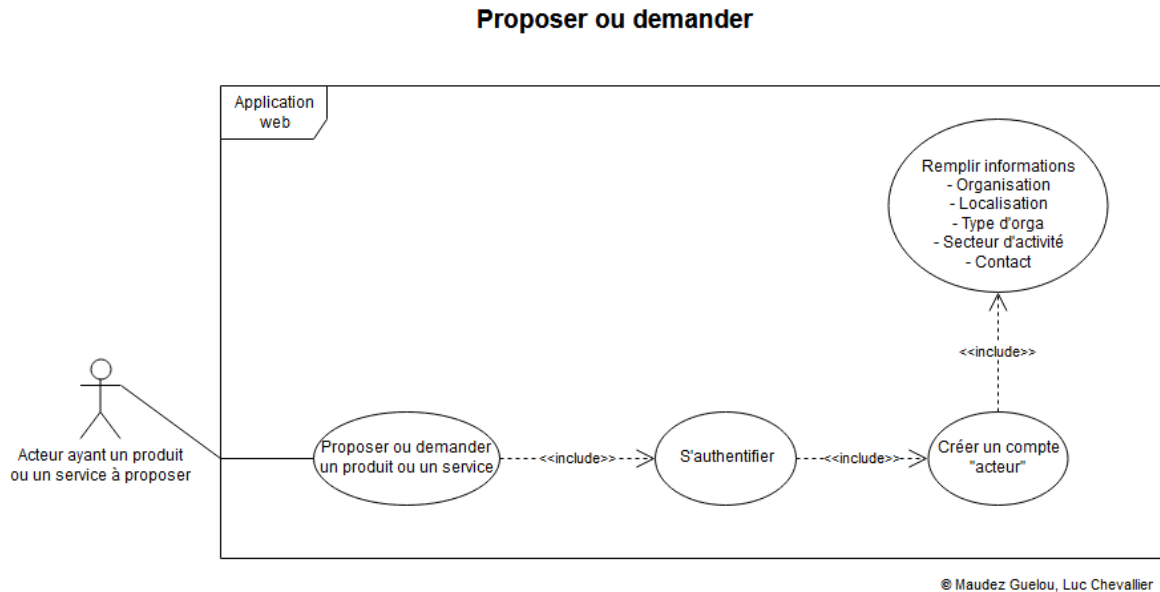 Proposer ou demander
Application
web
Remplir informations
- Organisation
- Localisation
- Type d'orga
- Secteur d'activité
- Contact
<<include>>
Acteur ayant un produit
ou un service à proposer
Proposer ou demander
un produit ou un service
<<include>>
S'authentifier
<<include>>
Créer un compte
"acteur"
© Maudez Guelou, Luc Chevallier